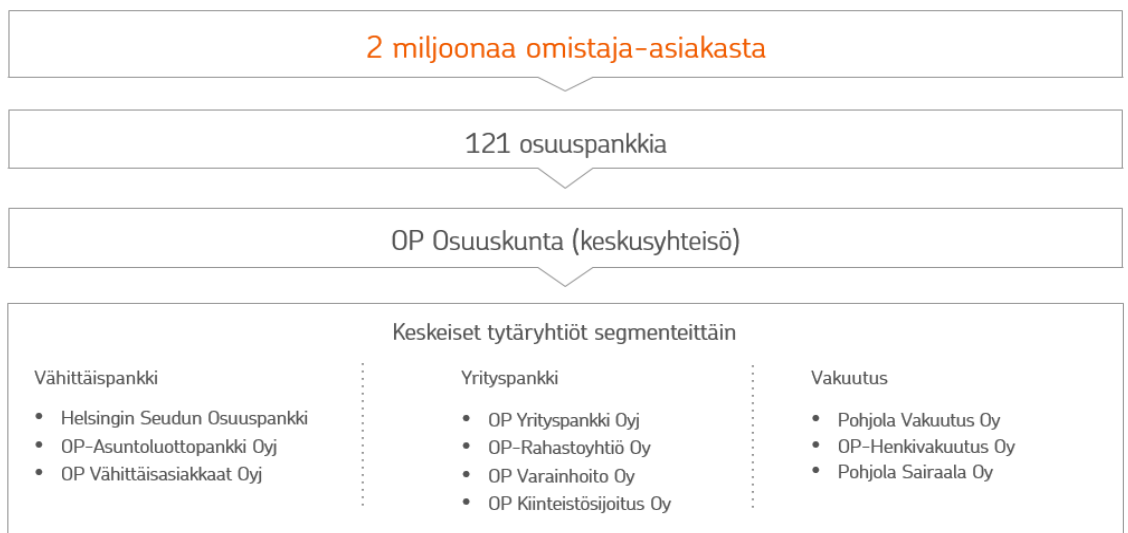 2 miljoonaa omistaja-asiakasta
121 osuuspankkia
OP Osuuskunta (keskusyhteisö)
Keskeiset tytäryhtiöt segmenteittäin
Vähittäispankki
• Helsingin Seudun Osuuspankki
• OP-Asuntoluottopankki Oyj
• OP Vähittäisasiakkaat Oyj
Yrityspankki
• OP Yrityspankki Oyj
• OP-Rahastoyhtiö Oy
• OP Varainhoito Oy
• OP Kiinteistösijoitus Oy
Vakuutus
• Pohjola Vakuutus Oy
• OP-Henkivakuutus Oy
• Pohjola Sairaala Oy